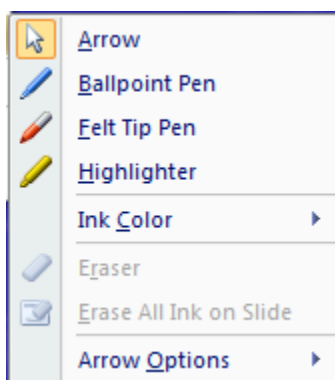 Arrow
Ballpoint Pen
Felt Tip Pen
Highlighter
Ink Color
Eraser
Erase All Ink on Slide
Arrow Options